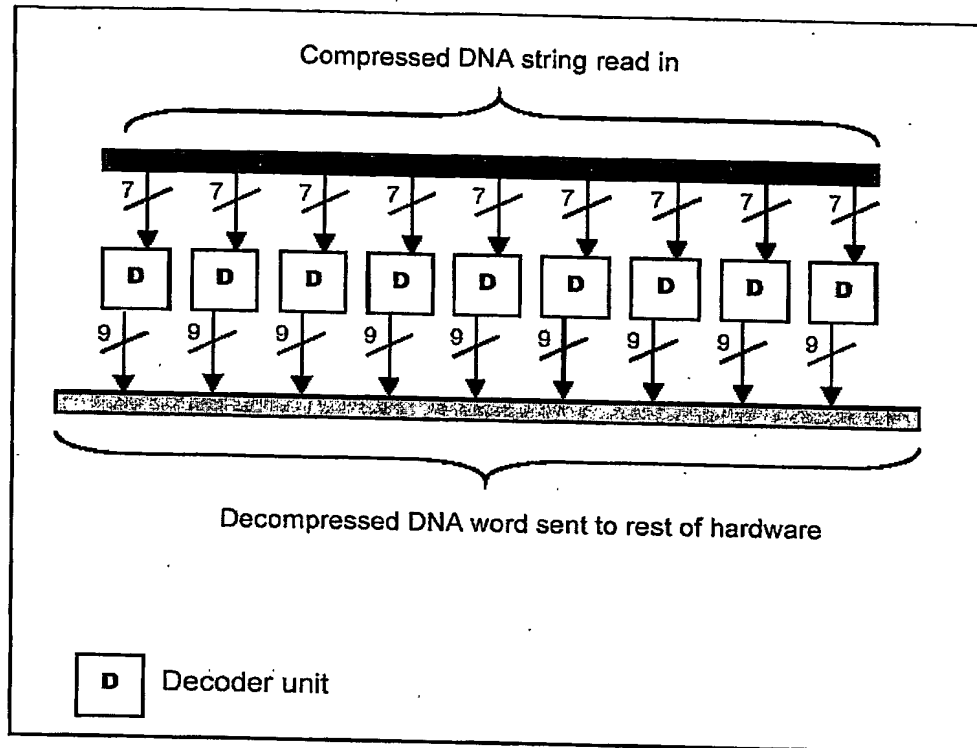 Compressed DNA string read in
7 7 7 7 7 7 7 7 7
D D D D D D D D D
9 9 9 9 9 9 9 9 9
Decompressed DNA word sent to rest of hardware
D Decoder unit